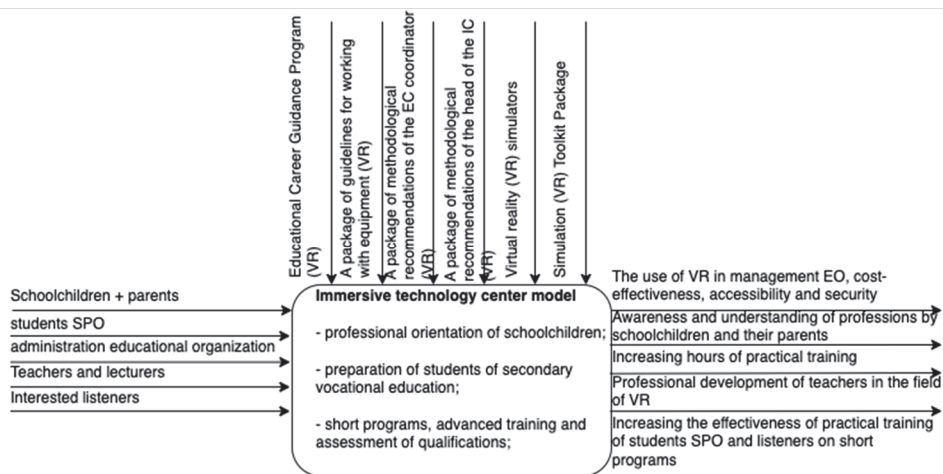 Educational Career Guidance Program
(VR)
A package of guidelines for working
with equipment (VR)
A package of methodological
recommendations of the EC coordinator
(VR)
A package of methodological
recommendations of the head of the IC
(VR)
Virtual reality (VR) simulators
Simulation (VR) Toolkit Package
Schoolchildren + parents
students SPO
administration educational organization
Teachers and lecturers
Interested listeners
Immersive technology center model
- professional orientation of schoolchildren;
- preparation of students of secondary
vocational education;
- short programs, advanced training and
assessment of qualifications;
The use of VR in management EO, cost-
effectiveness, accessibility and security
Awareness and understanding of professions by
schoolchildren and their parents
Increasing hours of practical training
Professional development of teachers in the field
of VR
Increasing the effectiveness of practical training
of students SPO and listeners on short
programs